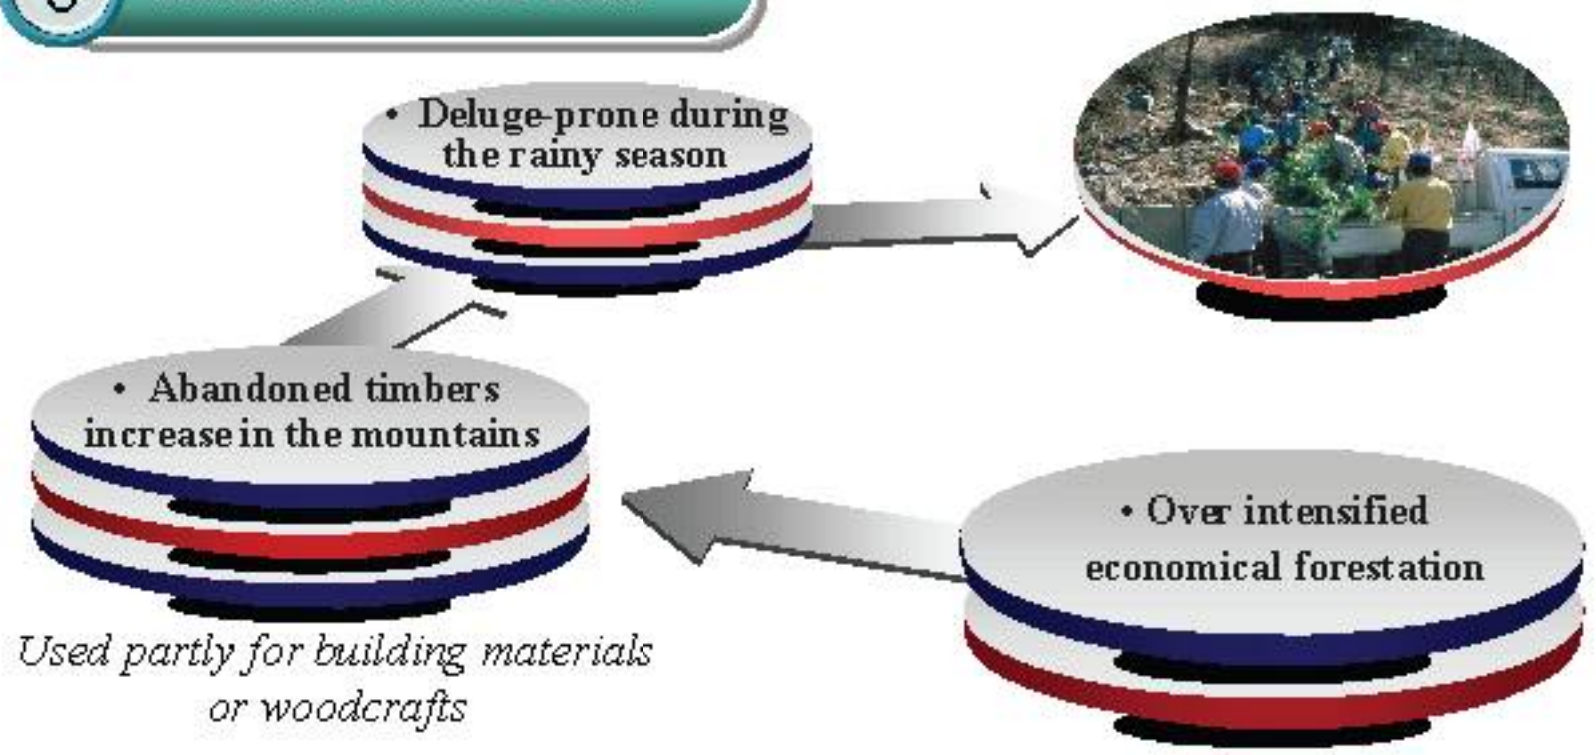 • Deluge-prone during
the rainy season
• Abandoned timbers
increase in the mountains
• Over intensified
economical forestation
Used partly for building materials
or woodcrafts